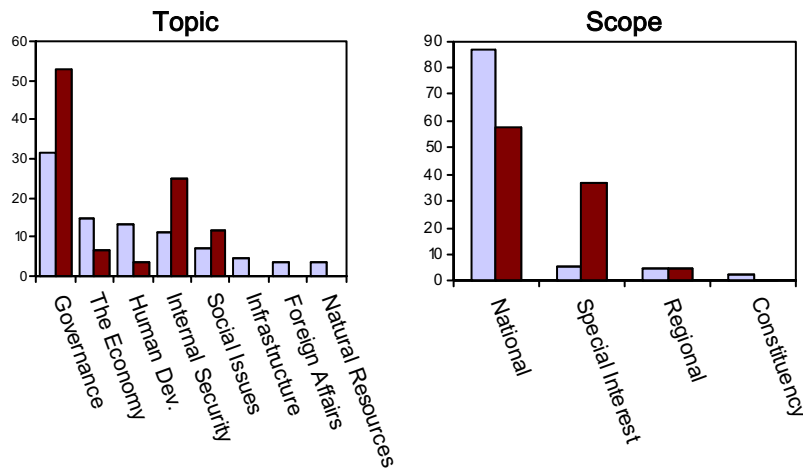 Topic
60
50
40
30
20
10
0
Governance
The Economy
Human Dev.
Internal Security
Social Issues
Infrastructure
Foreign Affairs
Natural Resources
Scope
90
80
70
60
50
40
30
20
10
0
National
Special Interest
Regional
Constituency